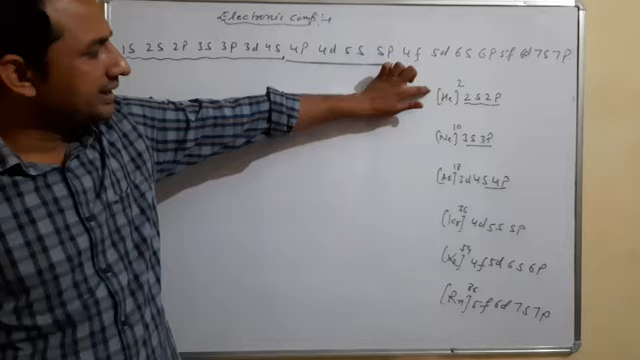 Electronic config:-
1S 2S 2P 3S 3P 3d 4S 4P 4d 5S 5P 4f 5d 6S 6P 5f 6d 7S 7P
[He]² 2S 2P
[Ne]¹⁰ 3S 3P
[Ar]¹⁸ 3d 4S 4P
[Kr]³⁶ 4d 5S 5P
[Xe]⁵⁴ 4f 5d 6S 6P
[Rn]⁸⁶ 5f 6d 7S 7P